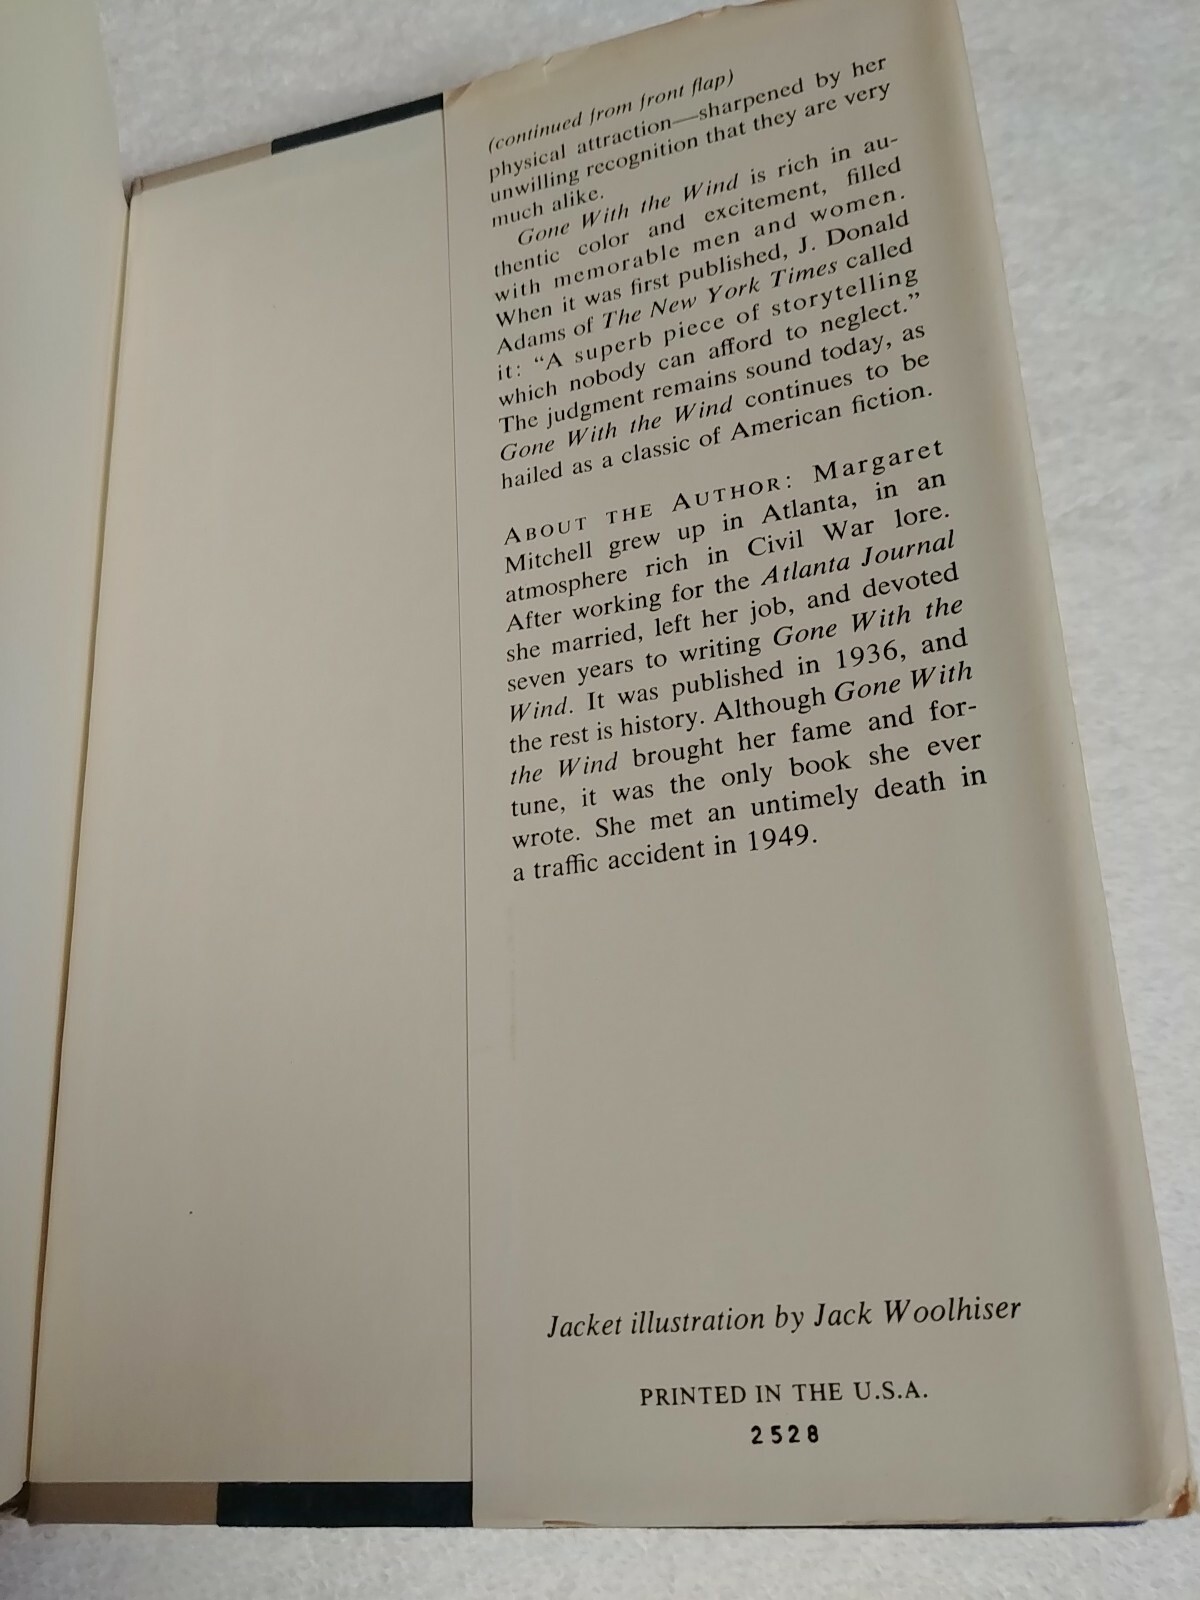 (continued from front flap)
physical attraction—sharpened by her
unwilling recognition that they are very
much alike.
Gone With the Wind is rich in au-
thentic color and excitement, filled
with memorable men and women.
When it was first published, J. Donald
Adams of The New York Times called
it: “A superb piece of storytelling
which nobody can afford to neglect.”
The judgment remains sound today, as
Gone With the Wind continues to be
hailed as a classic of American fiction.
ABOUT THE AUTHOR: Margaret
Mitchell grew up in Atlanta, in an
atmosphere rich in Civil War lore.
After working for the Atlanta Journal
she married, left her job, and devoted
seven years to writing Gone With the
Wind. It was published in 1936, and
the rest is history. Although Gone With
the Wind brought her fame and for-
tune, it was the only book she ever
wrote. She met an untimely death in
a traffic accident in 1949.
Jacket illustration by Jack Woolhiser
PRINTED IN THE U.S.A.
2528